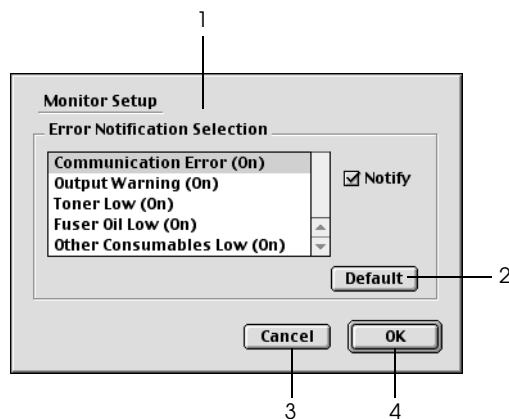 1
Monitor Setup
Error Notification Selection
Communication Error (On)
Output Warning (On)
Toner Low (On)
Fuser Oil Low (On)
Other Consumables Low (On)
Notify
Default
2
Cancel
OK
3
4